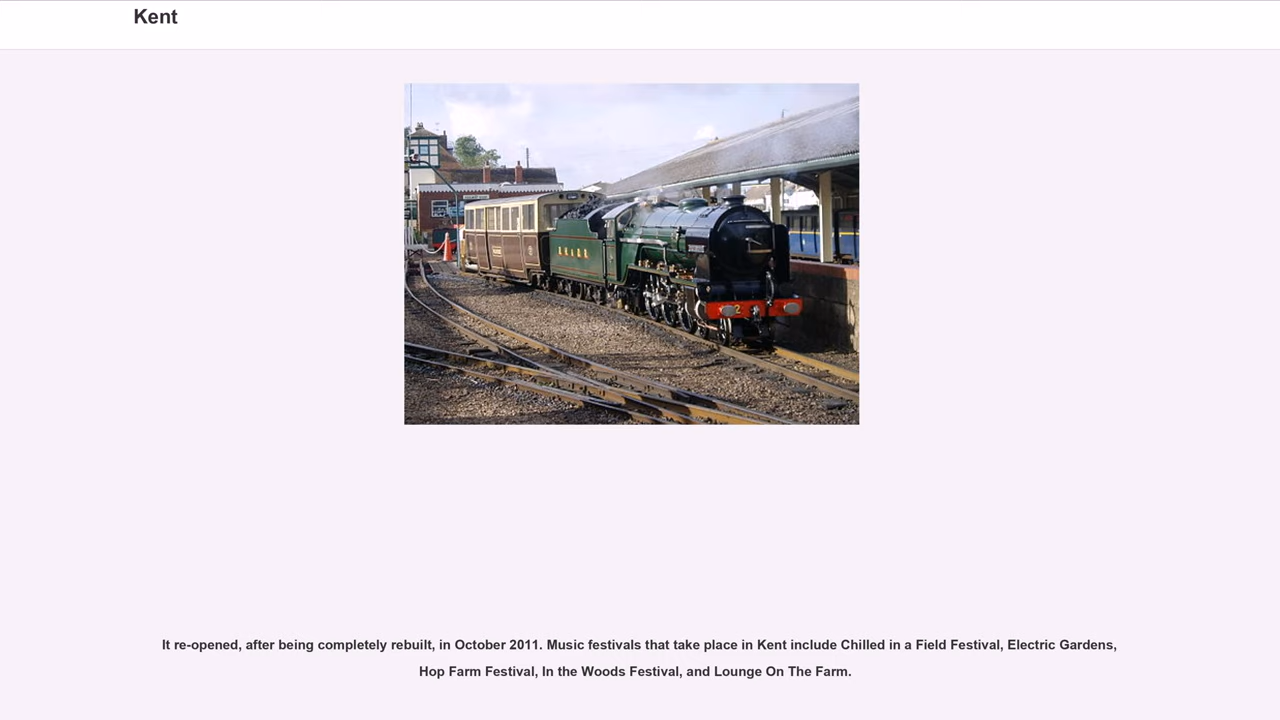 Kent
R H & D R
2
It re-opened, after being completely rebuilt, in October 2011. Music festivals that take place in Kent include Chilled in a Field Festival, Electric Gardens,
Hop Farm Festival, In the Woods Festival, and Lounge On The Farm.